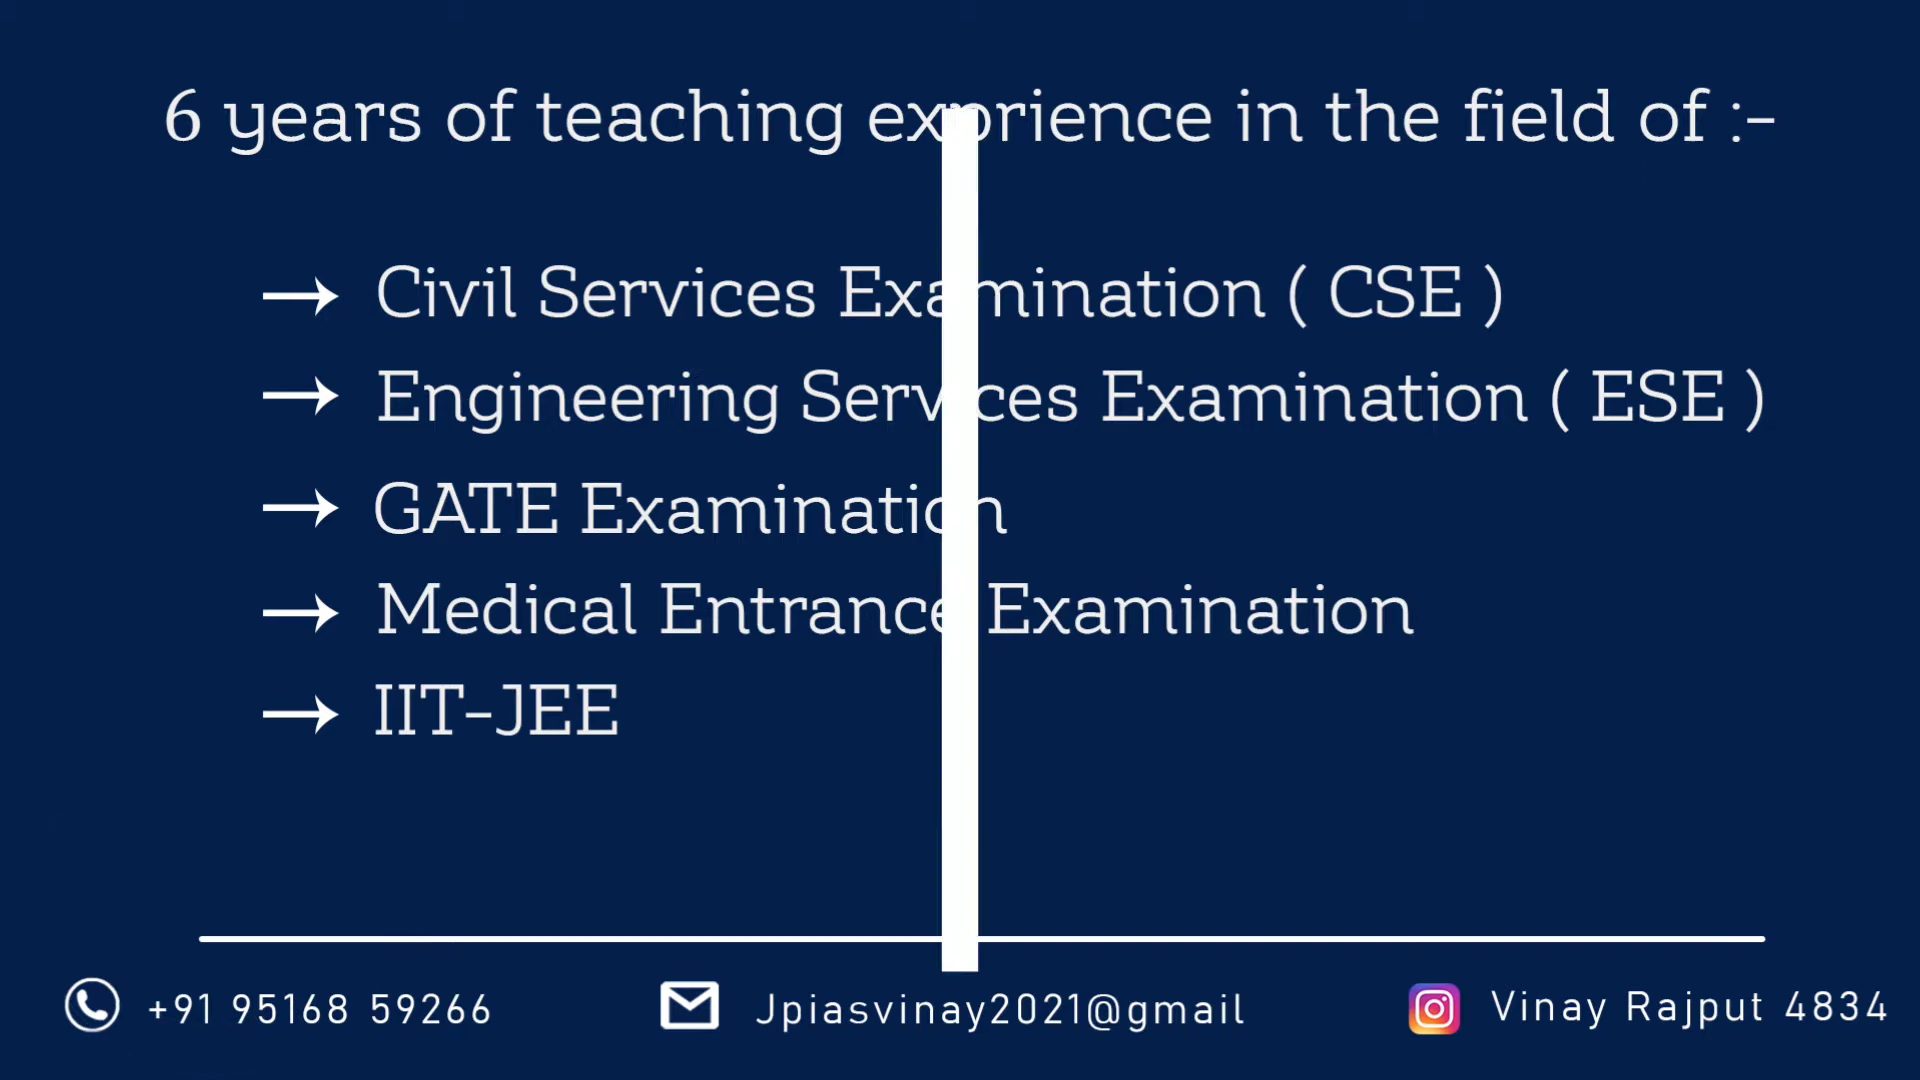 6 years of teaching exprience in the field of :-
→ Civil Services Examination ( CSE )
→ Engineering Services Examination ( ESE )
→ GATE Examination
→ Medical Entrance Examination
→ IIT-JEE
+91 95168 59266
Jpiasvinay2021@gmail
Vinay Rajput 4834